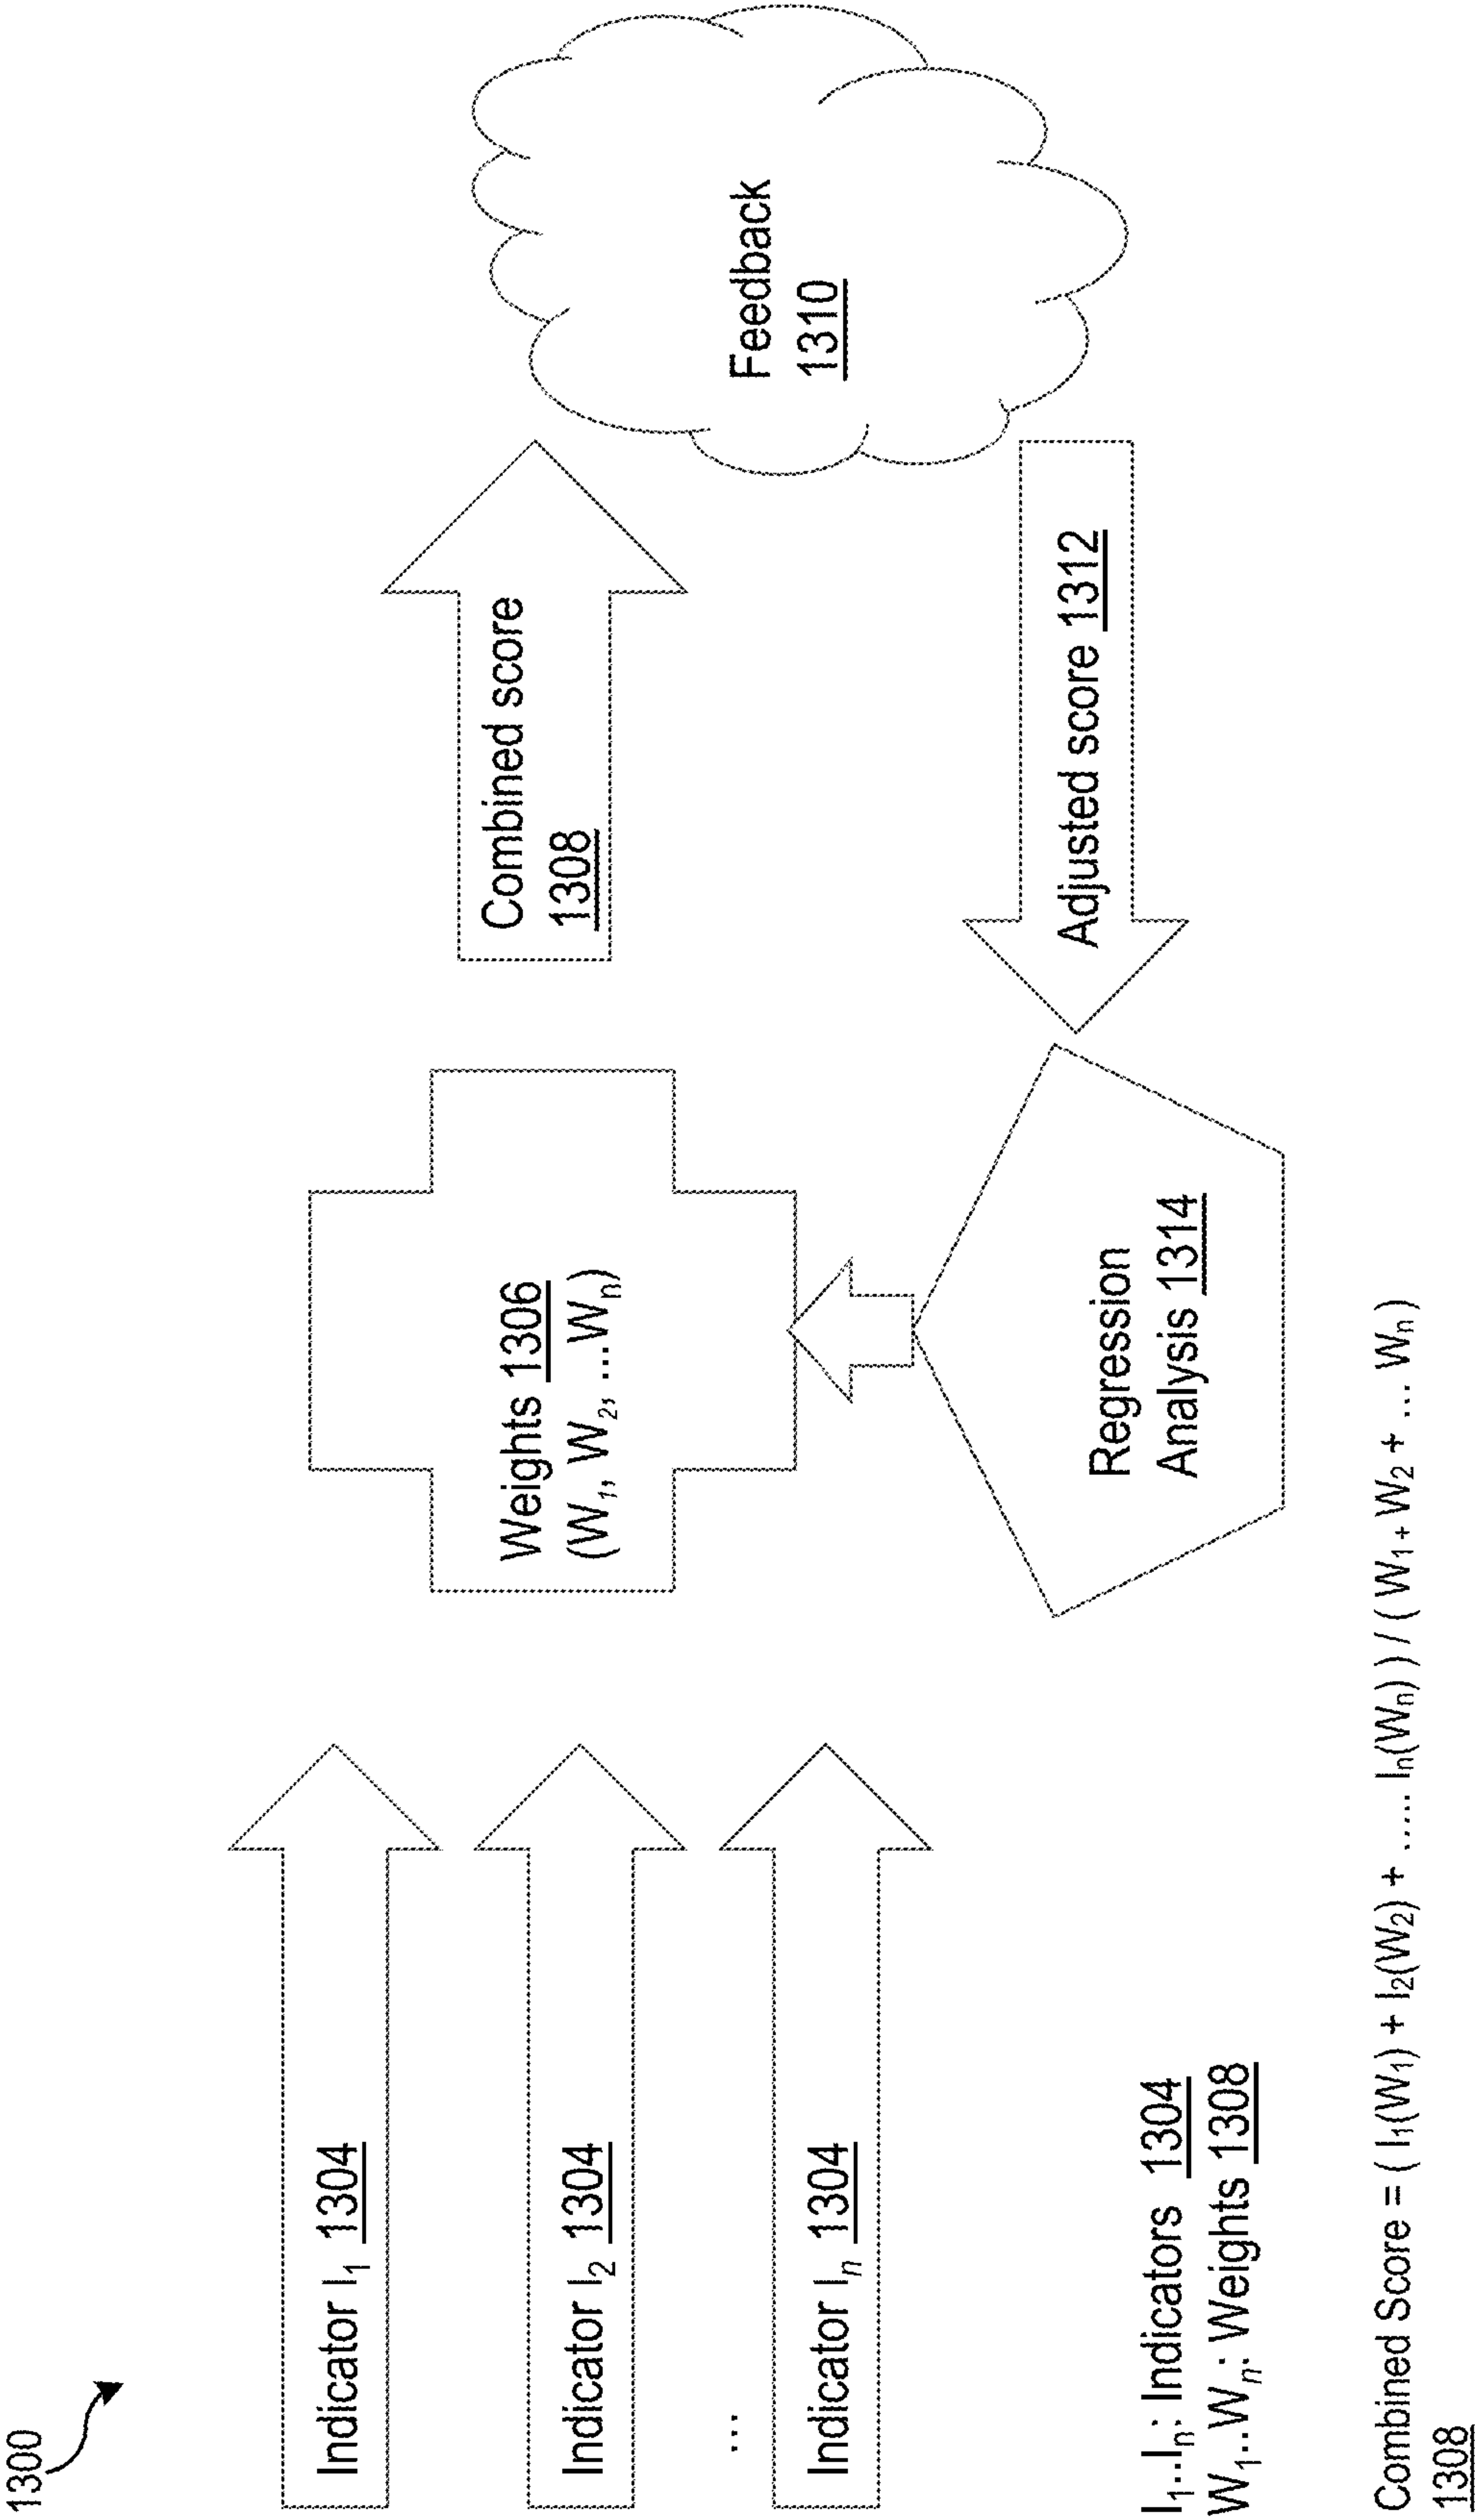 1300
Indicator I1 1304
Indicator I2 1304
...
Indicator In 1304
Weights 1306
(W1, W2, ...Wn)
Combined score
1308
Feedback
1310
Adjusted score 1312
Regression
Analysis 1314
I1..In: Indicators 1304
W1..Wn: Weights 1308
Combined Score = ( I1(W1) + I2(W2) + ..... In(Wn) ) / ( W1 + W2 + ... Wn )
1308